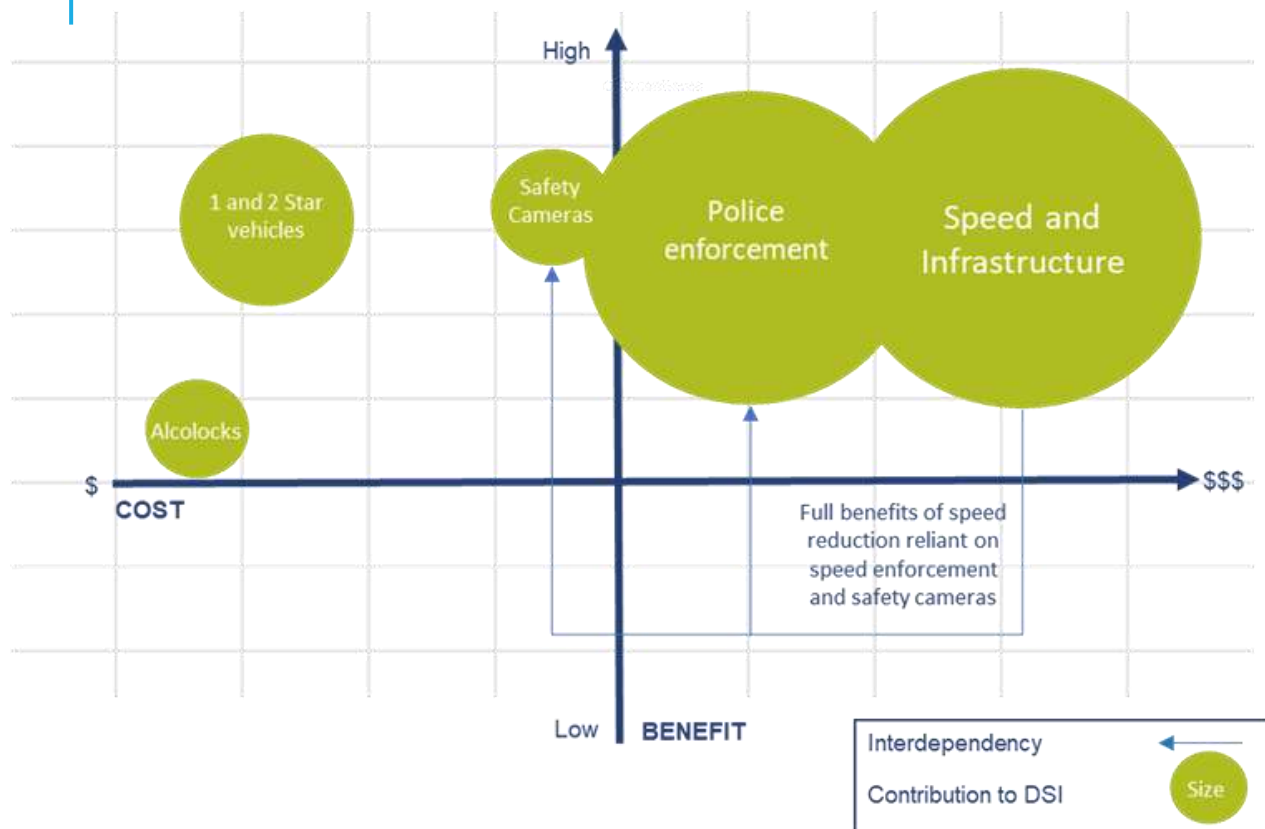 High
1 and 2 Star
vehicles
Safety
Cameras
Police
enforcement
Speed and
Infrastructure
Alcolocks
$
$$$
COST
Full benefits of speed
reduction reliant on
speed enforcement
and safety cameras
Low
BENEFIT
Interdependency
Contribution to DSI
Size